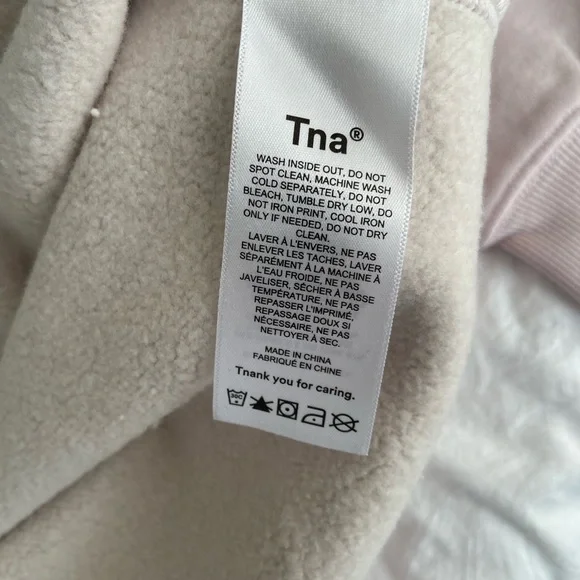 Tna®
WASH INSIDE OUT, DO NOT
SPOT CLEAN, MACHINE WASH
COLD SEPARATELY, DO NOT
BLEACH, TUMBLE DRY LOW, DO
NOT IRON PRINT, COOL IRON
ONLY IF NEEDED, DO NOT DRY
CLEAN.
LAVER À L'ENVERS, NE PAS
ENLEVER LES TACHES, LAVER
SÉPARÉMENT À LA MACHINE À
L'EAU FROIDE, NE PAS
JAVELISER, SÉCHER À BASSE
TEMPÉRATURE, NE PAS
REPASSER L'IMPRIMÉ,
REPASSAGE DOUX SI
NÉCESSAIRE, NE PAS
NETTOYER À SEC.
MADE IN CHINA
FABRIQUÉ EN CHINE
Tnank you for caring.
30C